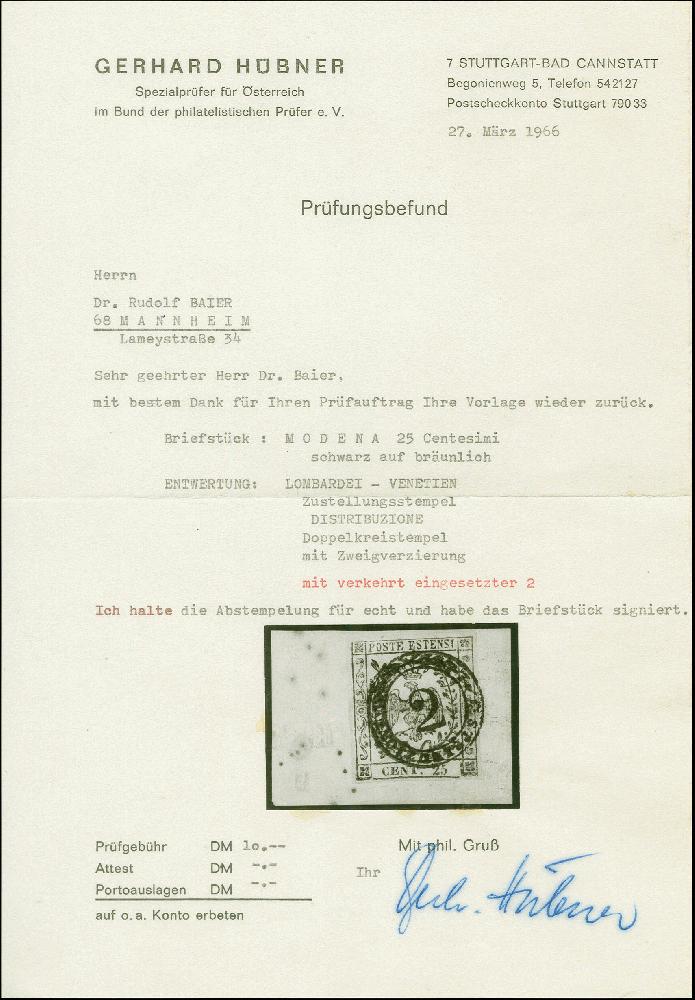 GERHARD HÜBNER
Spezialprüfer für Österreich
im Bund der philatelistischen Prüfer e. V.
7 STUTTGART-BAD CANNSTATT
Begonienweg 5, Telefon 542127
Postscheckkonto Stuttgart 79033
27. März 1966
Prüfungsbefund
Herrn
Dr. Rudolf BAIER
68 M A N N H E I M
Lameystraße 34
Sehr geehrter Herr Dr. Baier,
mit bestem Dank für Ihren Prüfauftrag Ihre Vorlage wieder zurück.
Briefstück : M O D E N A 25 Centesimi
schwarz auf bräunlich
ENTWERTUNG: LOMBARDEI - VENETIEN
Zustellungsstempel
DISTRIBUZIONE
Doppelkreistempel
mit Zweigverzierung
mit verkehrt eingesetzter 2
Ich halte die Abstempelung für echt und habe das Briefstück signiert.
POSTE ESTENSI
2
CENT. 25
Prüfgebühr DM 10.--
Attest DM -.-
Portoauslagen DM -.-
auf o. a. Konto erbeten
Mit phil. Gruß
Ihr
Gerh. Hübner